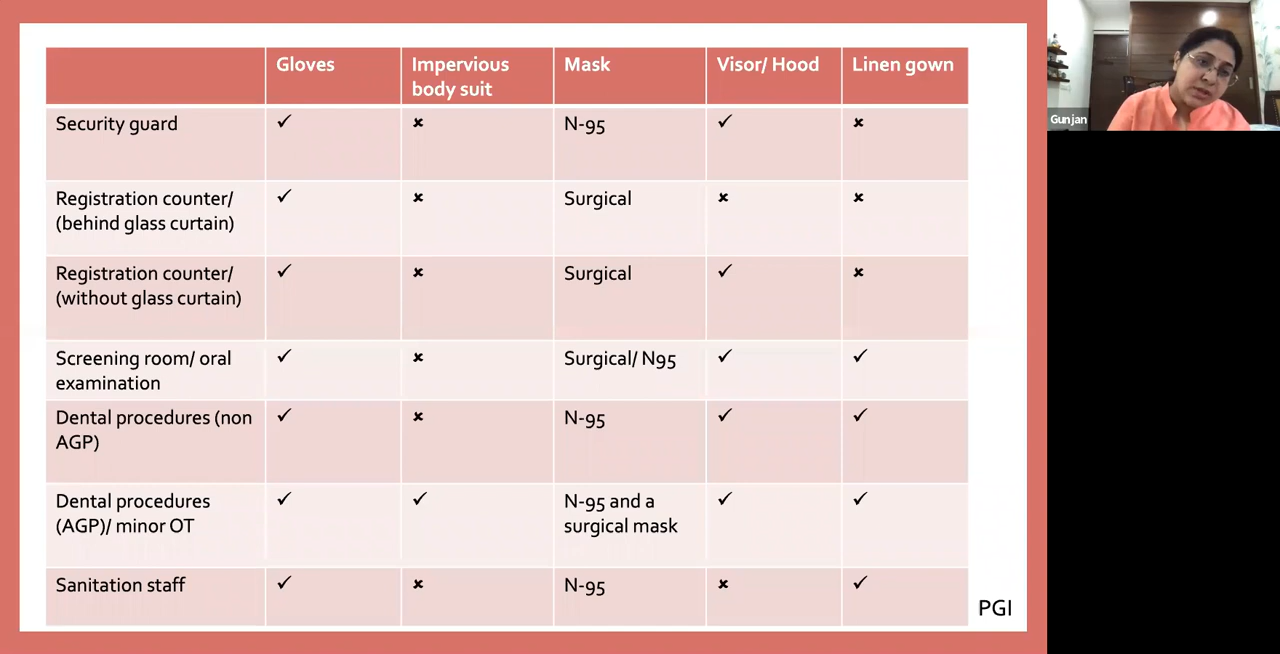 Gloves
Impervious
body suit
Mask
Visor/ Hood
Linen gown
Security guard
✓
×
N-95
✓
×
Registration counter/
(behind glass curtain)
✓
×
Surgical
×
×
Registration counter/
(without glass curtain)
✓
×
Surgical
✓
×
Screening room/ oral
examination
✓
×
Surgical/ N95
✓
✓
Dental procedures (non
AGP)
✓
×
N-95
✓
✓
Dental procedures
(AGP)/ minor OT
✓
✓
N-95 and a
surgical mask
✓
✓
Sanitation staff
✓
×
N-95
×
✓
PGI
Gunjan